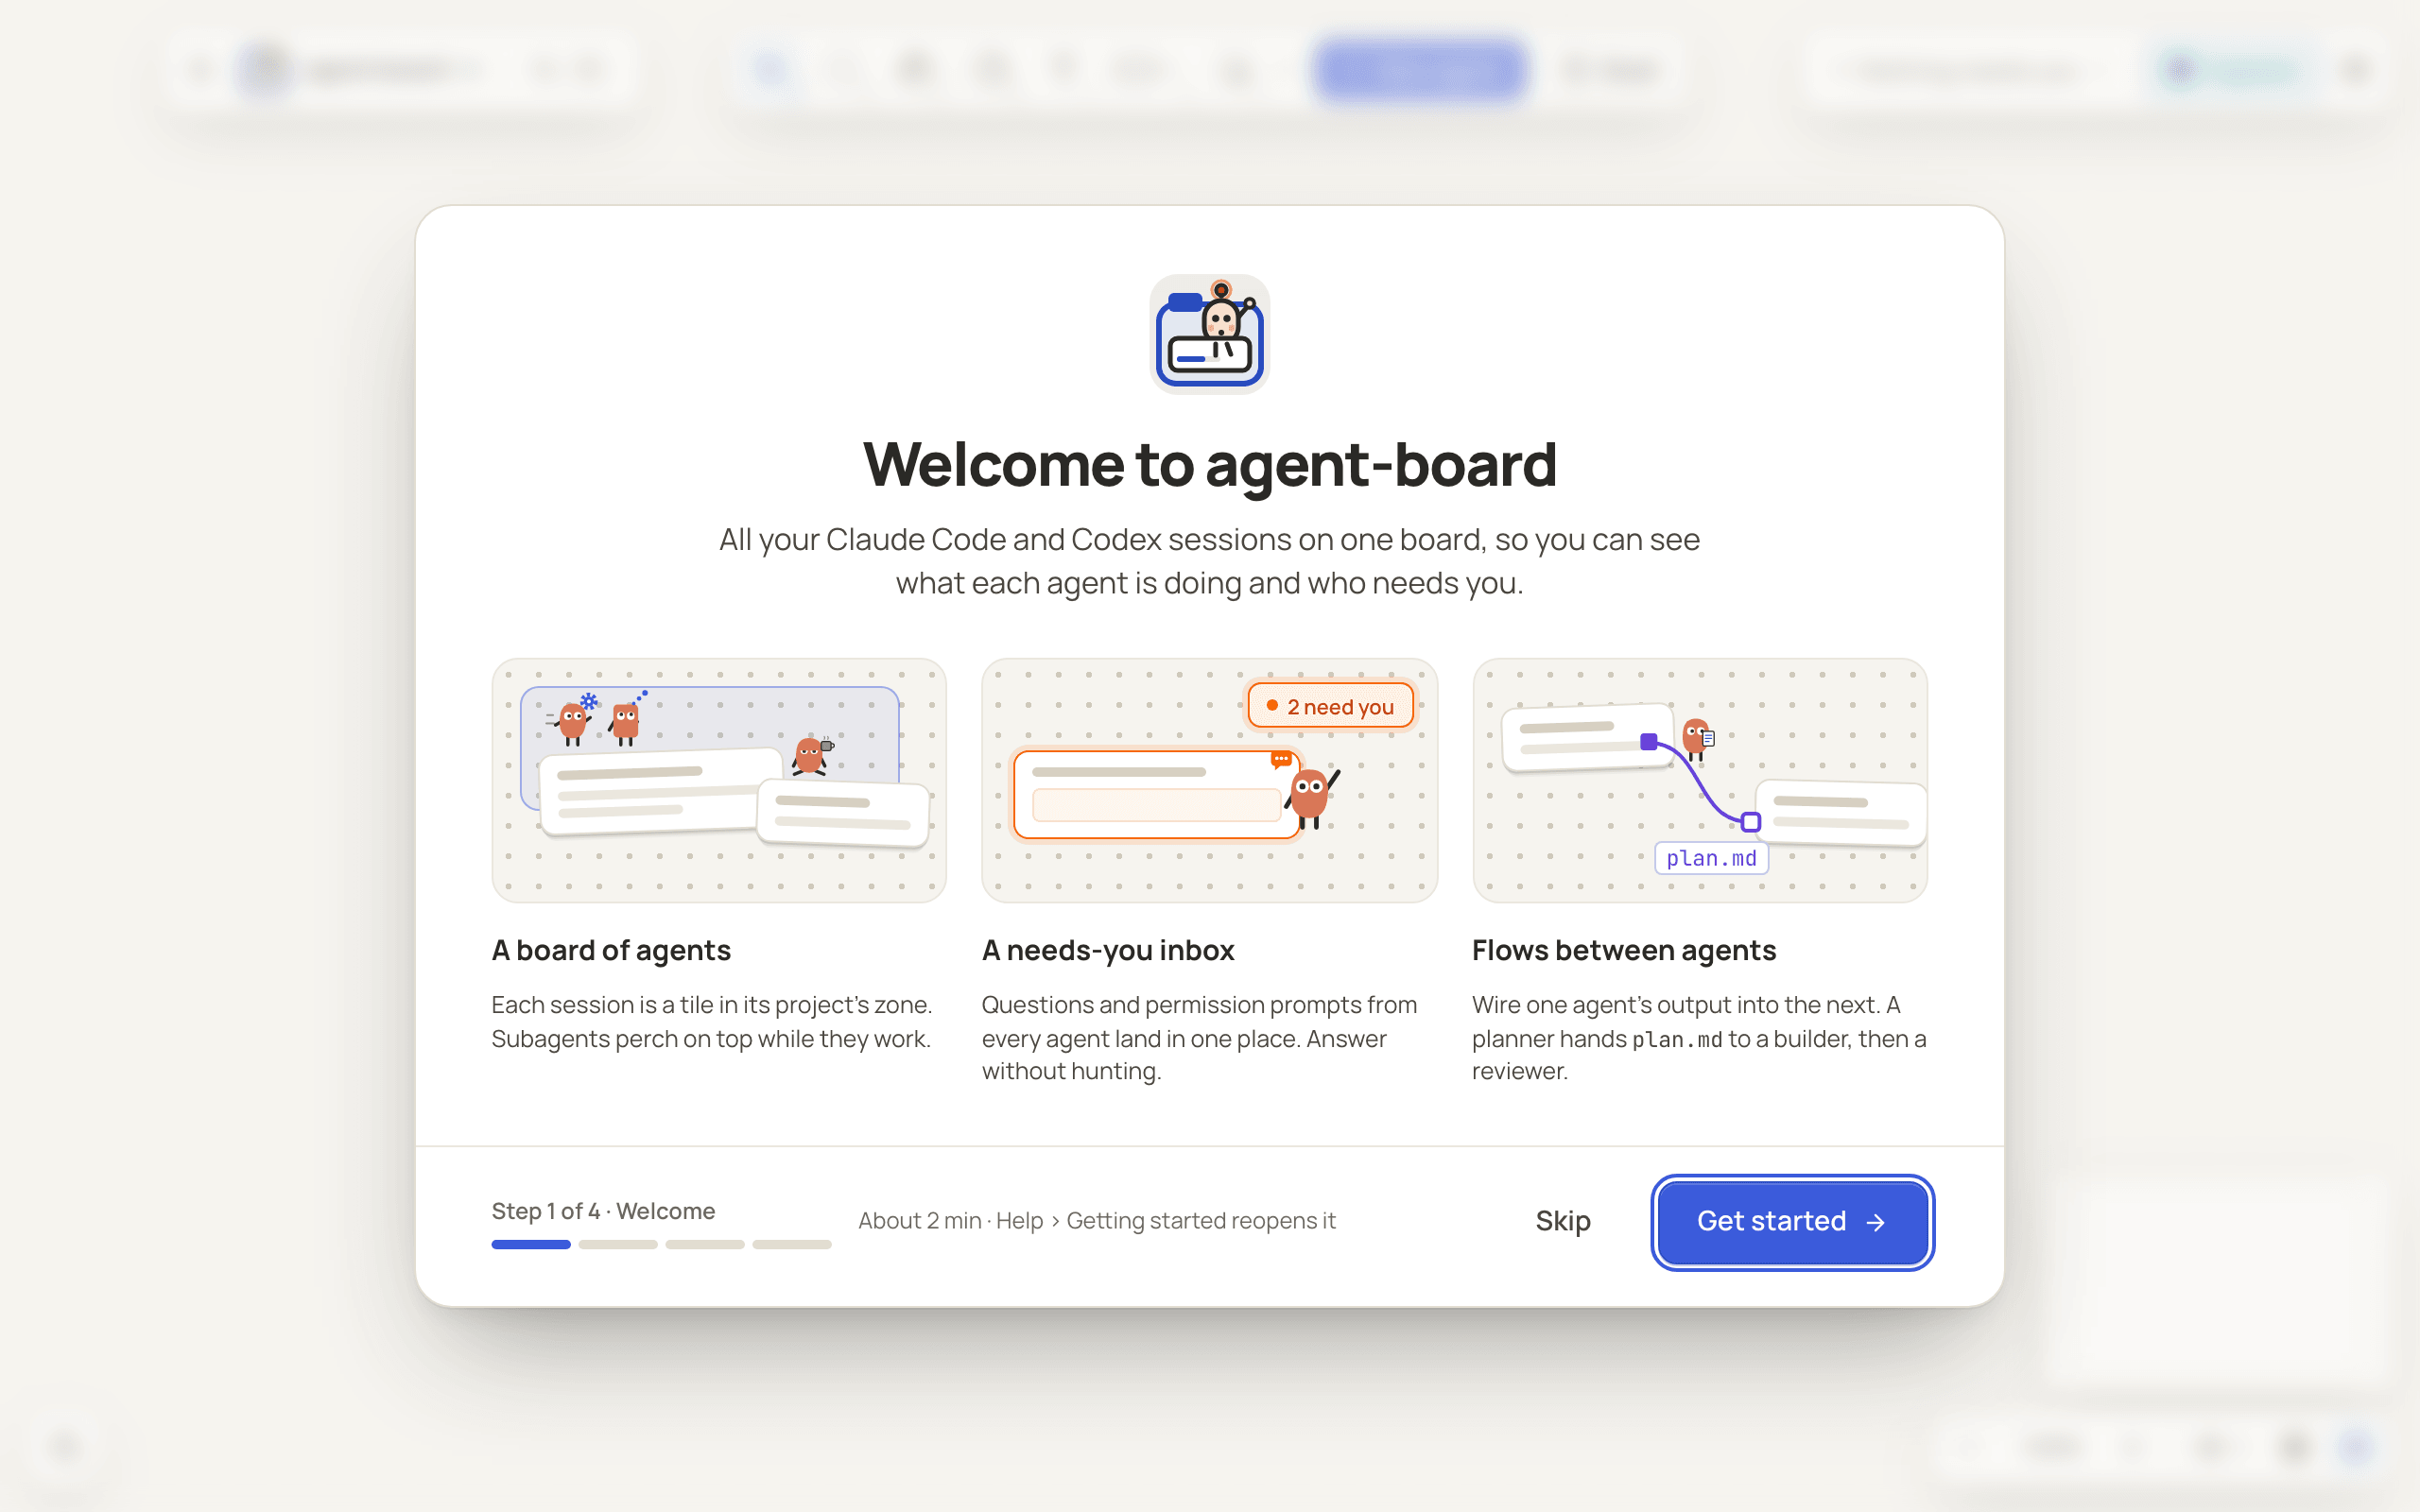 Welcome to agent-board
All your Claude Code and Codex sessions on one board, so you can see
what each agent is doing and who needs you.
2 need you
plan.md
A board of agents
Each session is a tile in its project’s zone.
Subagents perch on top while they work.
A needs-you inbox
Questions and permission prompts from
every agent land in one place. Answer
without hunting.
Flows between agents
Wire one agent’s output into the next. A
planner hands plan.md to a builder, then a
reviewer.
Step 1 of 4 · Welcome
About 2 min · Help › Getting started reopens it
Skip
Get started →